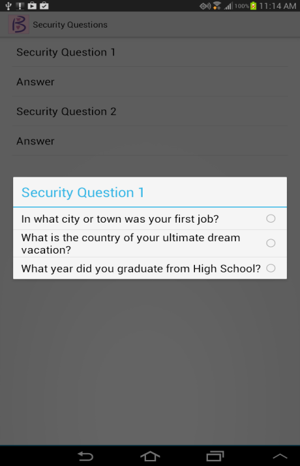 100% 11:14 AM
Security Questions
Security Question 1
Answer
Security Question 2
Answer
Security Question 1
In what city or town was your first job?
What is the country of your ultimate dream
vacation?
What year did you graduate from High School?